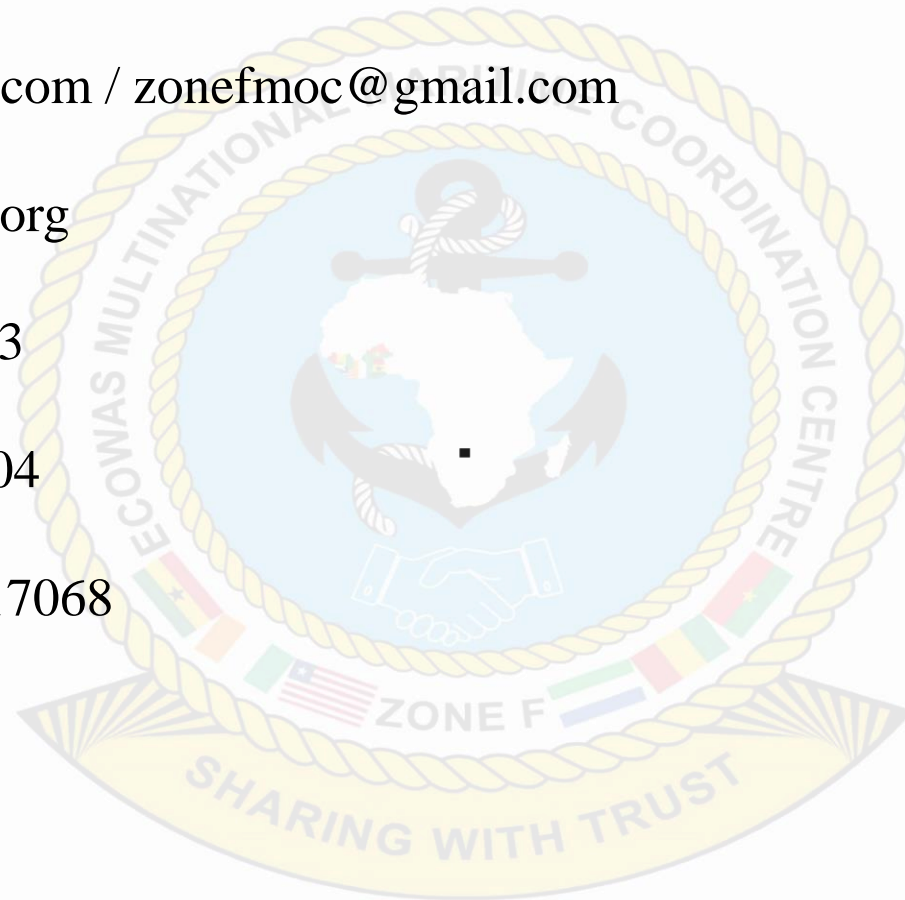 com / zonefmoc@gmail.com
org
3
04
7068
ECOWAS MULTINATIONAL MARITIME COORDINATION CENTRE
ZONE F
SHARING WITH TRUST